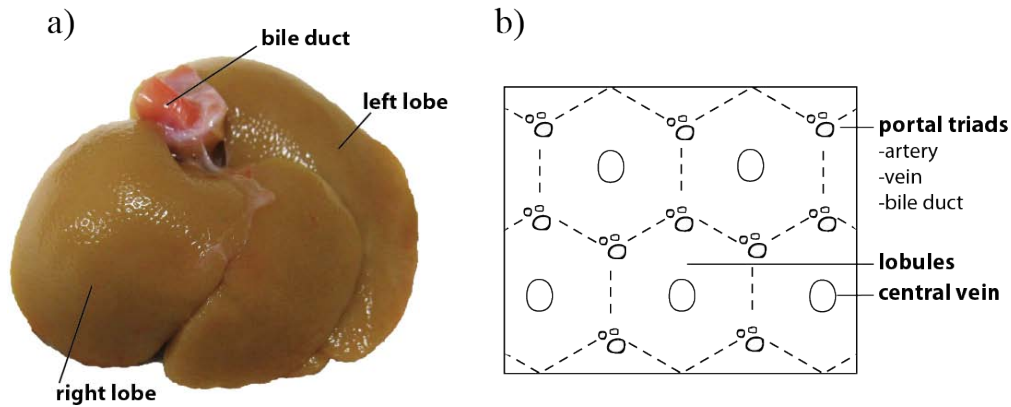 a)
bile duct
left lobe
right lobe
b)
portal triads
-artery
-vein
-bile duct
lobules
central vein